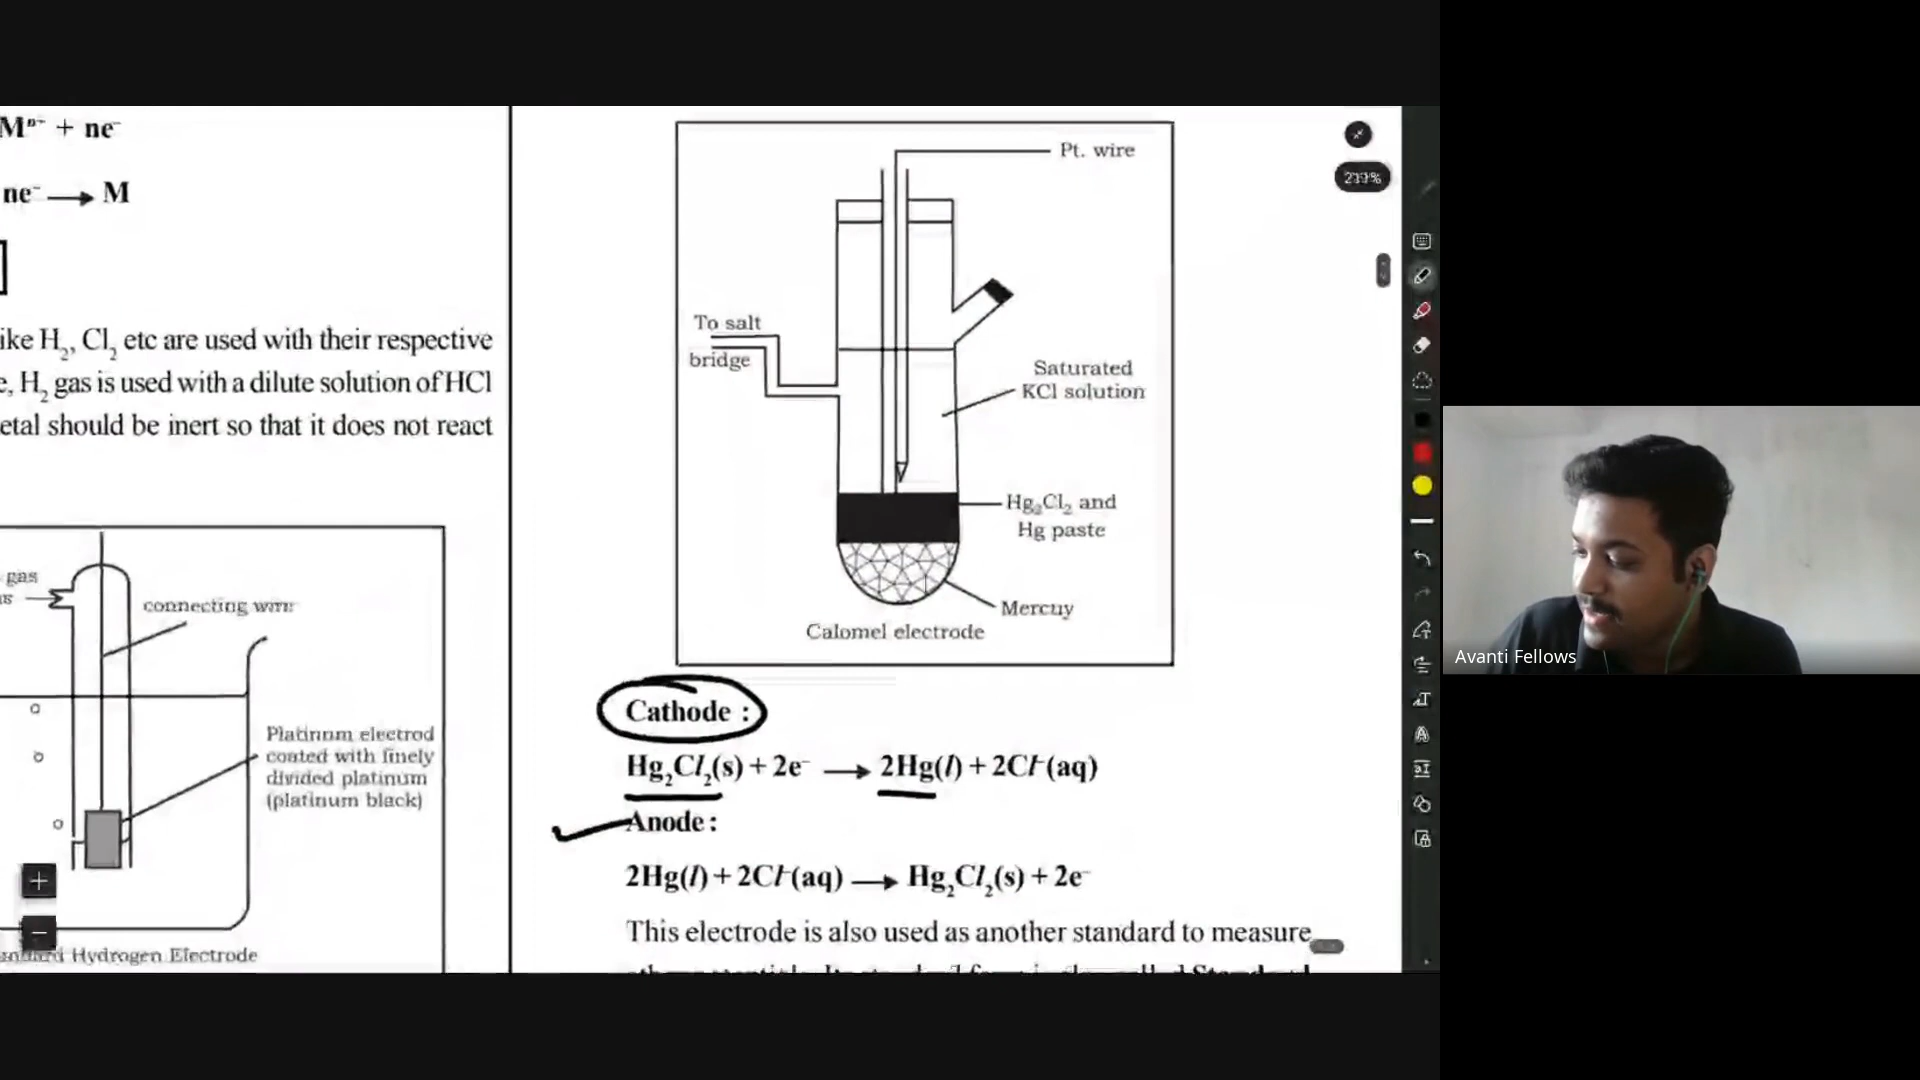 Mⁿ⁺ + ne⁻
ne⁻ ⟶ M
ike H₂, Cl₂ etc are used with their respective
e, H₂ gas is used with a dilute solution of HCl
etal should be inert so that it does not react
gas
connecting wire
Platinum electrod
coated with finely
divided platinum
(platinum black)
Hydrogen Electrode
Pt. wire
To salt
bridge
Saturated
KCl solution
Hg₂Cl₂ and
Hg paste
Mercuy
Calomel electrode
Cathode :
Hg₂Cl₂(s) + 2e⁻ ⟶ 2Hg(l) + 2Cl⁻(aq)
Anode :
2Hg(l) + 2Cl⁻(aq) ⟶ Hg₂Cl₂(s) + 2e⁻
This electrode is also used as another standard to measure
Avanti Fellows